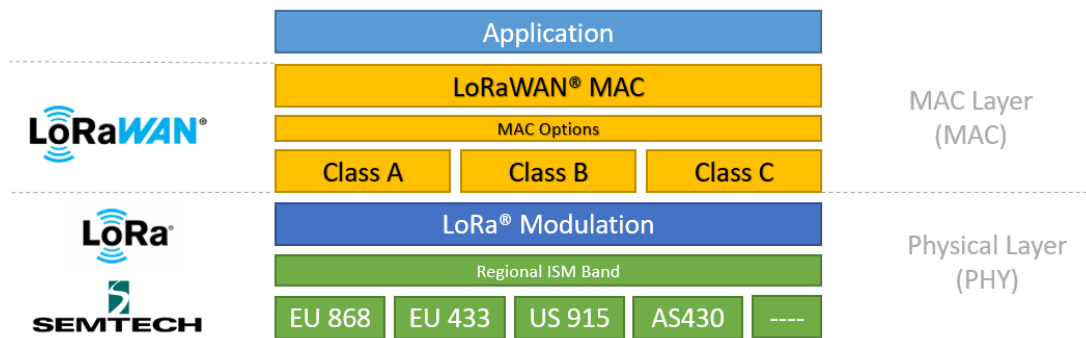 Application
LoRaWAN® MAC
MAC Options
Class A Class B Class C
LoRaWAN®
MAC Layer
(MAC)
LoRa® Modulation
Regional ISM Band
EU 868 EU 433 US 915 AS430 ----
LoRa®
SEMTECH
Physical Layer
(PHY)